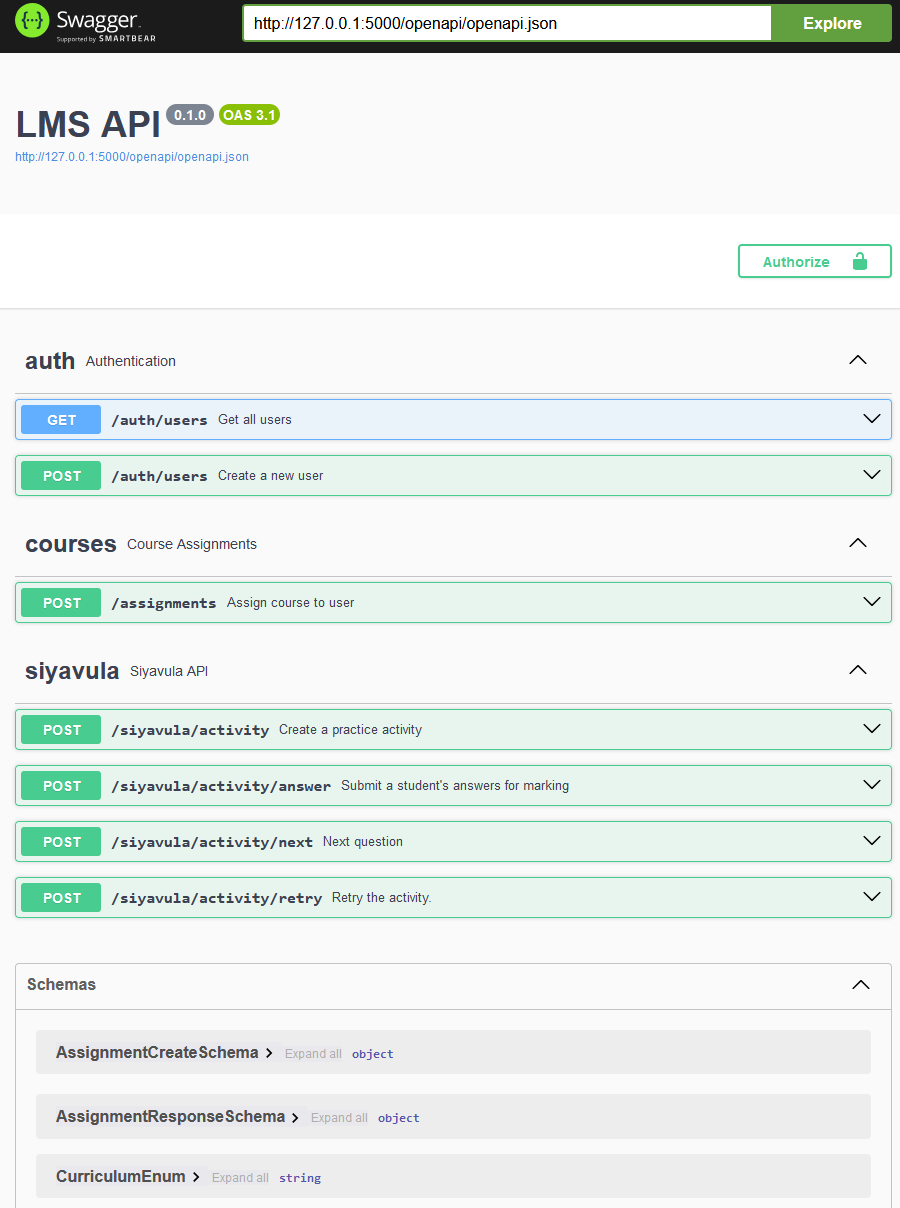 {···} Swagger.
Supported by SMARTBEAR
http://127.0.0.1:5000/openapi/openapi.json Explore
LMS API 0.1.0 OAS 3.1
http://127.0.0.1:5000/openapi/openapi.json
Authorize
auth Authentication
GET /auth/users Get all users
POST /auth/users Create a new user
courses Course Assignments
POST /assignments Assign course to user
siyavula Siyavula API
POST /siyavula/activity Create a practice activity
POST /siyavula/activity/answer Submit a student's answers for marking
POST /siyavula/activity/next Next question
POST /siyavula/activity/retry Retry the activity.
Schemas
AssignmentCreateSchema Expand all object
AssignmentResponseSchema Expand all object
CurriculumEnum Expand all string